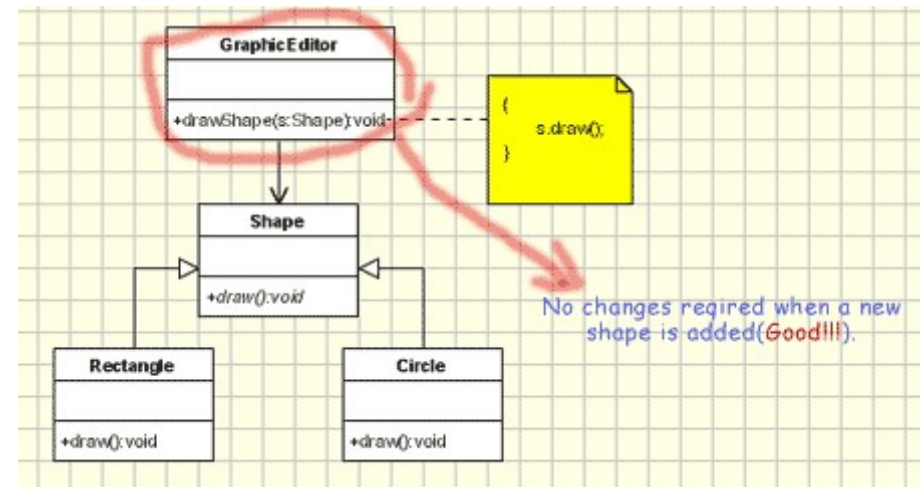 GraphicEditor
+drawShape(s:Shape):void
{
s.draw();
}
Shape
+draw():void
No changes reqired when a new
shape is added(Good!!!).
Rectangle
+draw():void
Circle
+draw():void